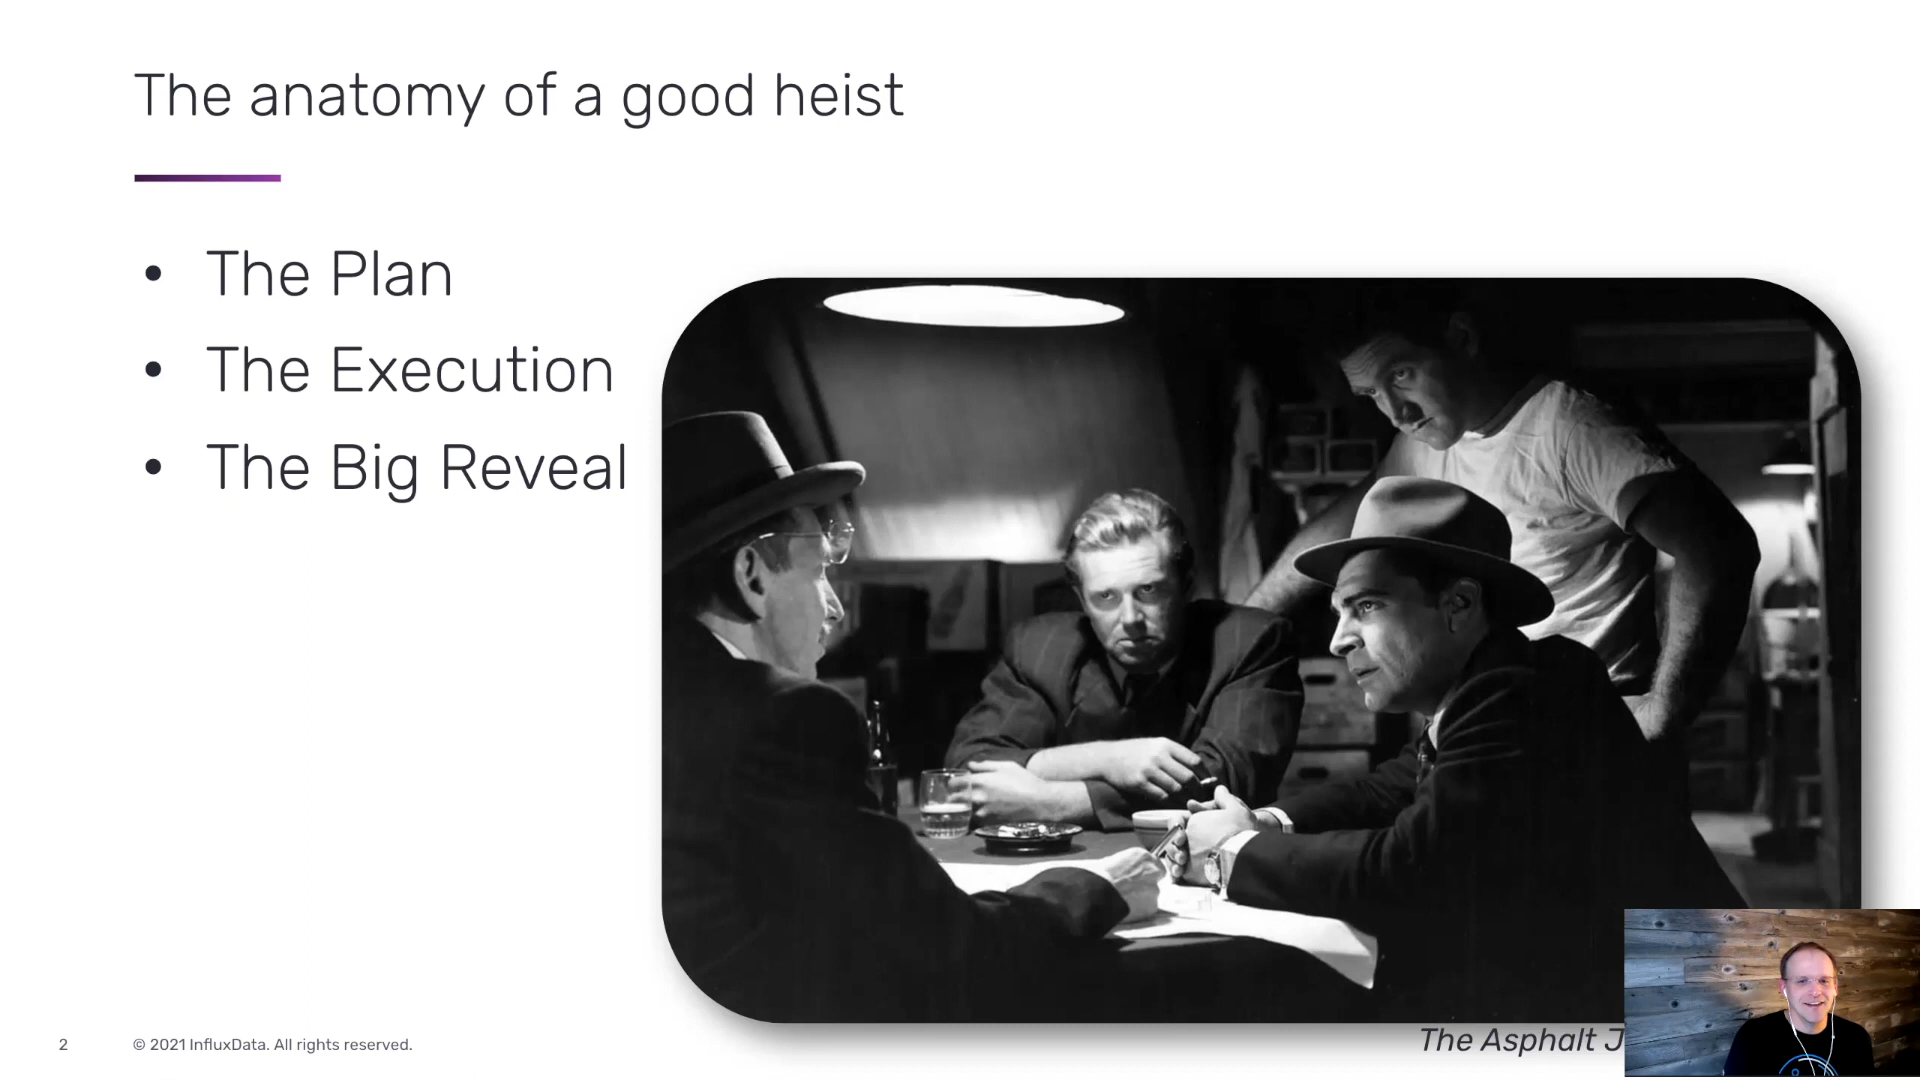 The anatomy of a good heist
The Plan
The Execution
The Big Reveal
The Asphalt J
2
© 2021 InfluxData. All rights reserved.